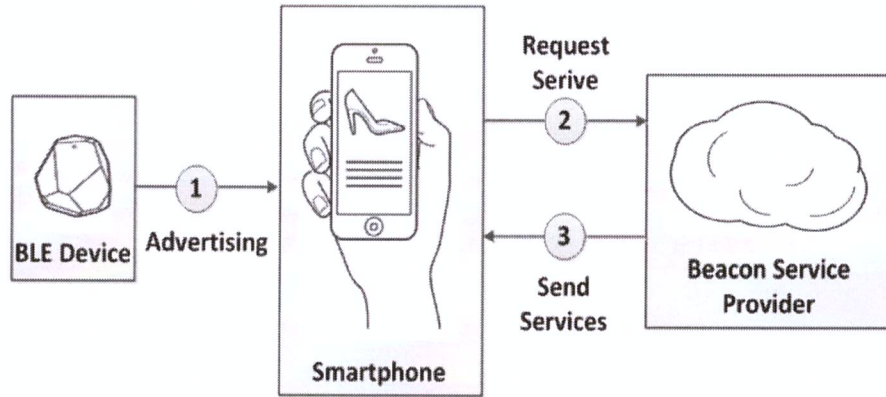 BLE Device
1
Advertising
Smartphone
Request
Serive
2
3
Send
Services
Beacon Service
Provider